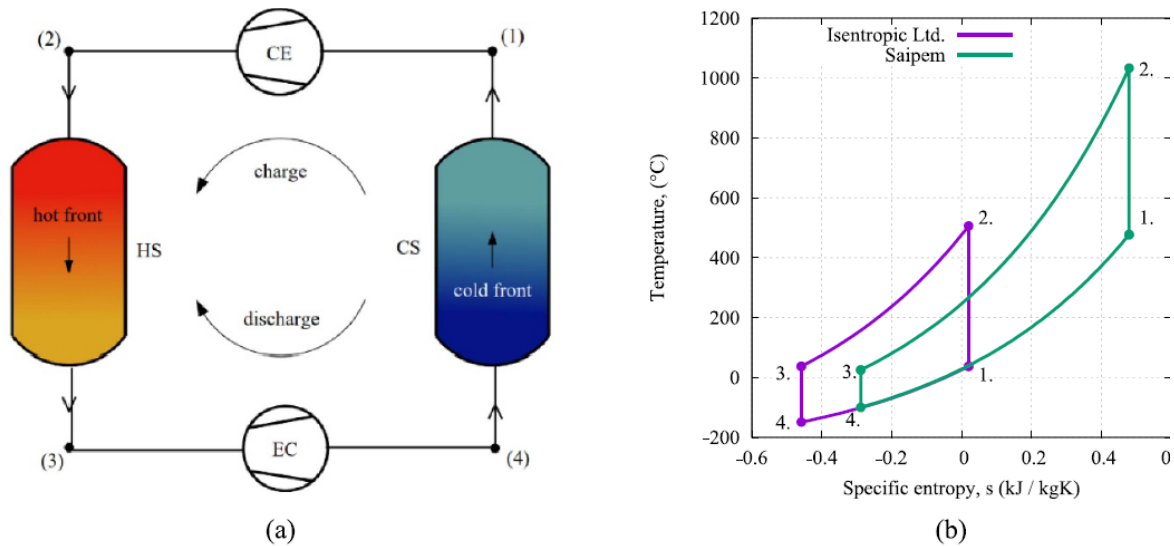 (2)
CE
(1)
hot front
HS
charge
discharge
CS
cold front
(3)
EC
(4)
(a)
Isentropic Ltd.
Saipem
1200
1000
800
600
400
200
0
-200
Temperature, (°C)
2.
1.
2.
3.
3.
1.
4.
4.
-0.6
-0.4
-0.2
0
0.2
0.4
Specific entropy, s (kJ / kgK)
(b)